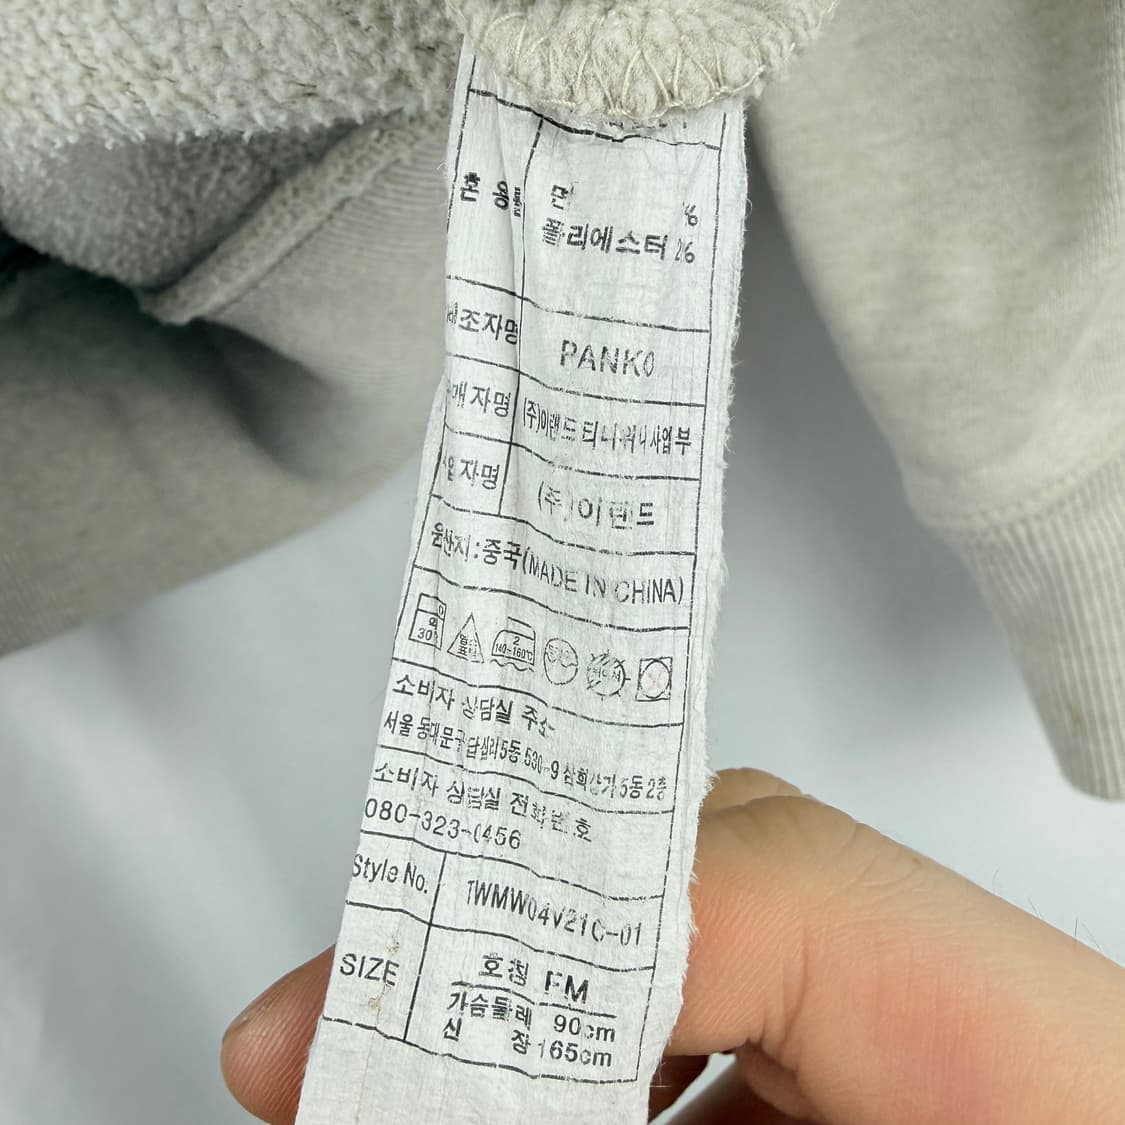 혼 용
면 %
폴리에스터 %
조자명 PANKO
매자명 (주)이랜드티니위니사업부
입자명 (주)이랜드
원산지:중국(MADE IN CHINA)
30
2
140-160℃
소비자 상담실 주소
서울 동대문구 답십리5동 530-9 삼희상가 5동 2층
소비자 상담실 전화번호
080-323-0456
Style No. TWMW04V21C-01
SIZE
호칭 FM
가슴둘레 90cm
신 장 165cm